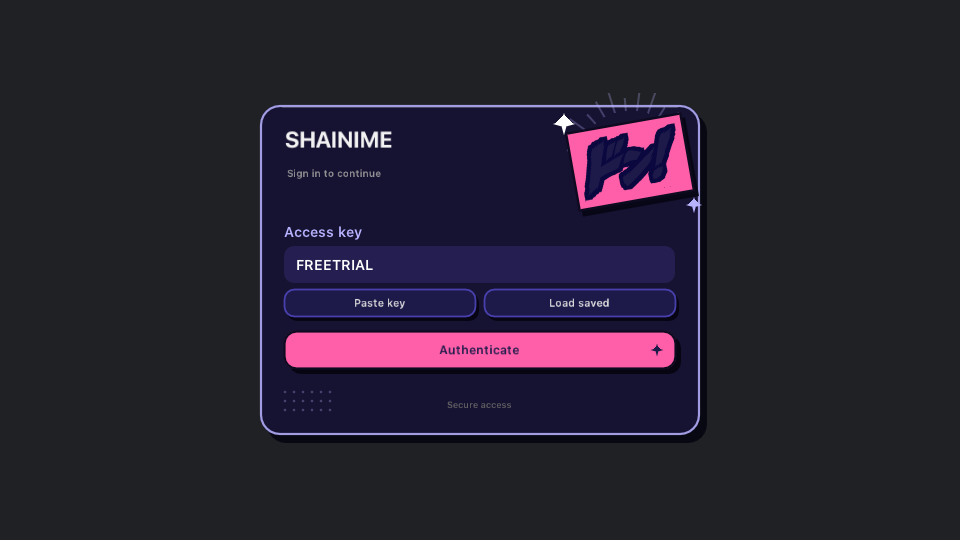 SHAINIME
ドン!
Sign in to continue
Access key
FREETRIAL
Paste key
Load saved
Authenticate
Secure access